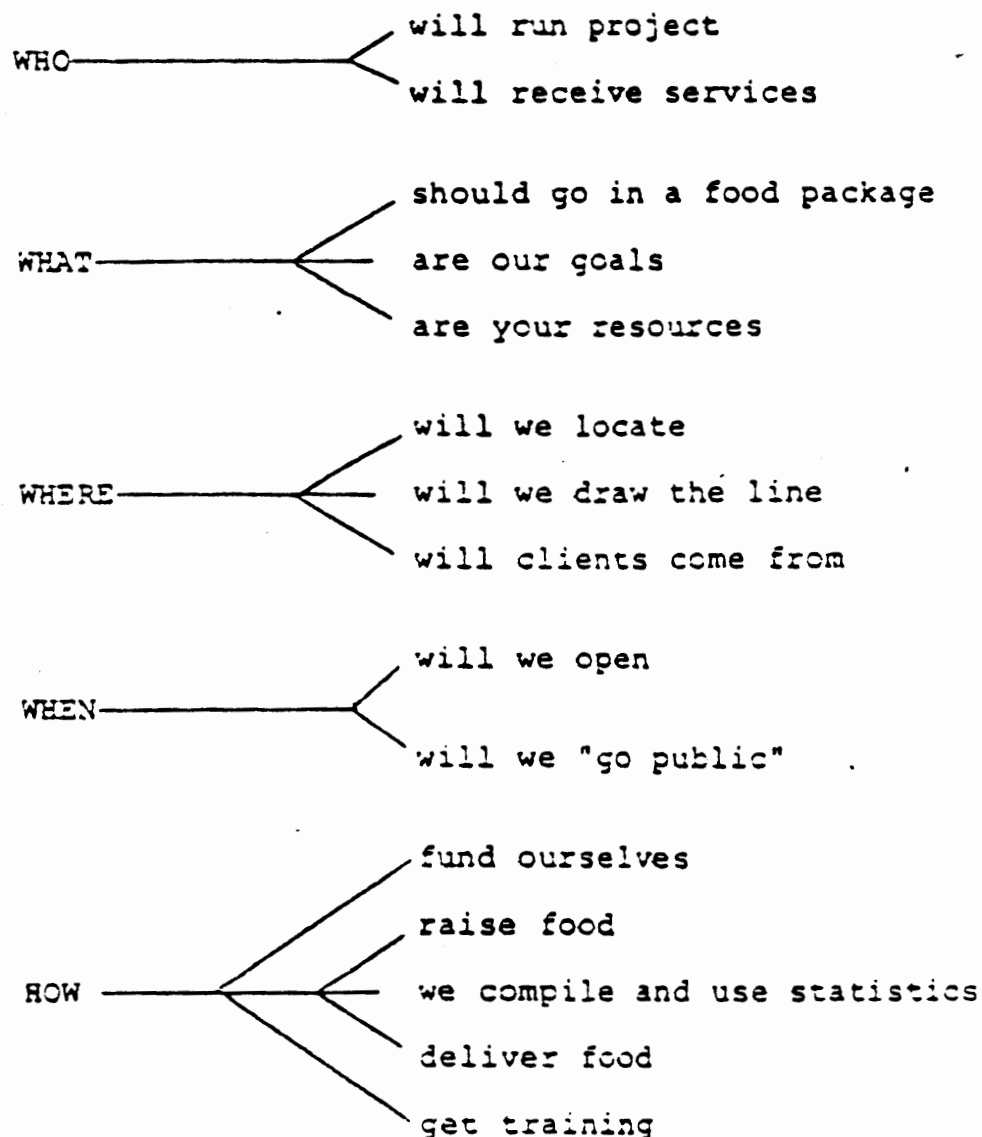 will run project
WHO
will receive services
should go in a food package
WHAT
are our goals
are your resources
will we locate
WHERE
will we draw the line
will clients come from
will we open
WHEN
will we "go public"
fund ourselves
raise food
HOW
we compile and use statistics
deliver food
get training